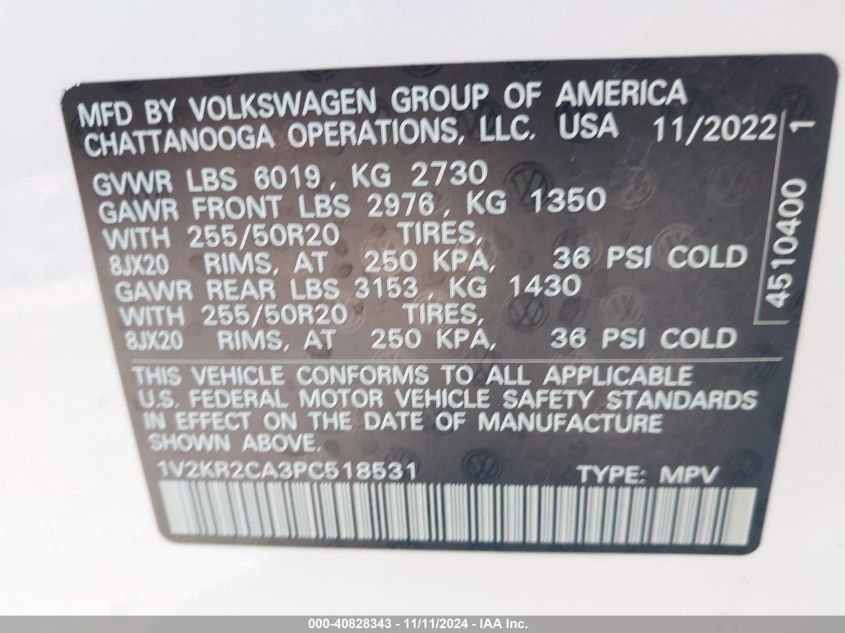 MFD BY VOLKSWAGEN GROUP OF AMERICA
CHATTANOOGA OPERATIONS, LLC. USA 11/2022
GVWR LBS 6019, KG 2730
GAWR FRONT LBS 2976, KG 1350
WITH 255/50R20 TIRES,
8JX20 RIMS, AT 250 KPA, 36 PSI COLD
GAWR REAR LBS 3153, KG 1430
WITH 255/50R20 TIRES,
8JX20 RIMS, AT 250 KPA, 36 PSI COLD
4510400 1
THIS VEHICLE CONFORMS TO ALL APPLICABLE
U.S. FEDERAL MOTOR VEHICLE SAFETY STANDARDS
IN EFFECT ON THE DATE OF MANUFACTURE
SHOWN ABOVE.
1V2KR2CA3PC518531 TYPE: MPV
000-40828343 - 11/11/2024 - IAA Inc.